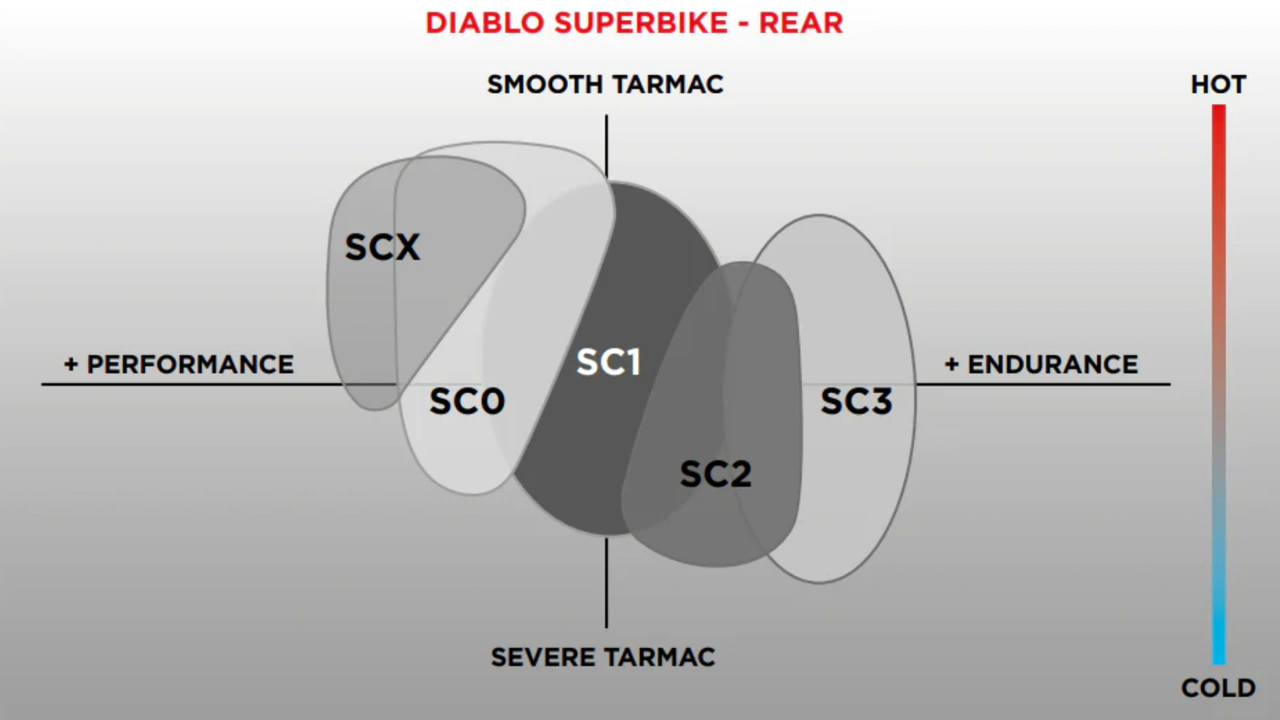 DIABLO SUPERBIKE - REAR
SMOOTH TARMAC
HOT
SCX
+ PERFORMANCE
SC1
+ ENDURANCE
SC0
SC3
SC2
SEVERE TARMAC
COLD